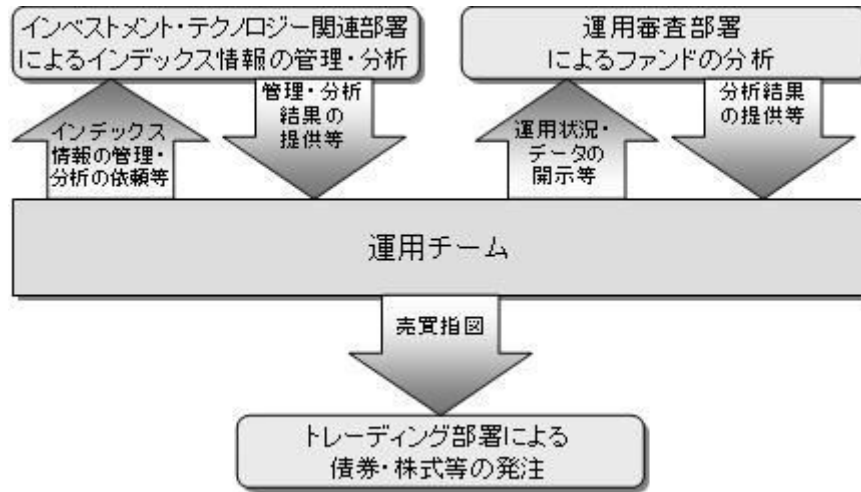 インベストメント・テクノロジー関連部署
によるインデックス情報の管理・分析
運用審査部署
によるファンドの分析
インデックス
情報の管理・
分析の依頼等
管理・分析
結果の
提供等
運用状況・
データの
開示等
分析結果
の提供等
運用チーム
売買指図
トレーディング部署による
債券・株式等の発注